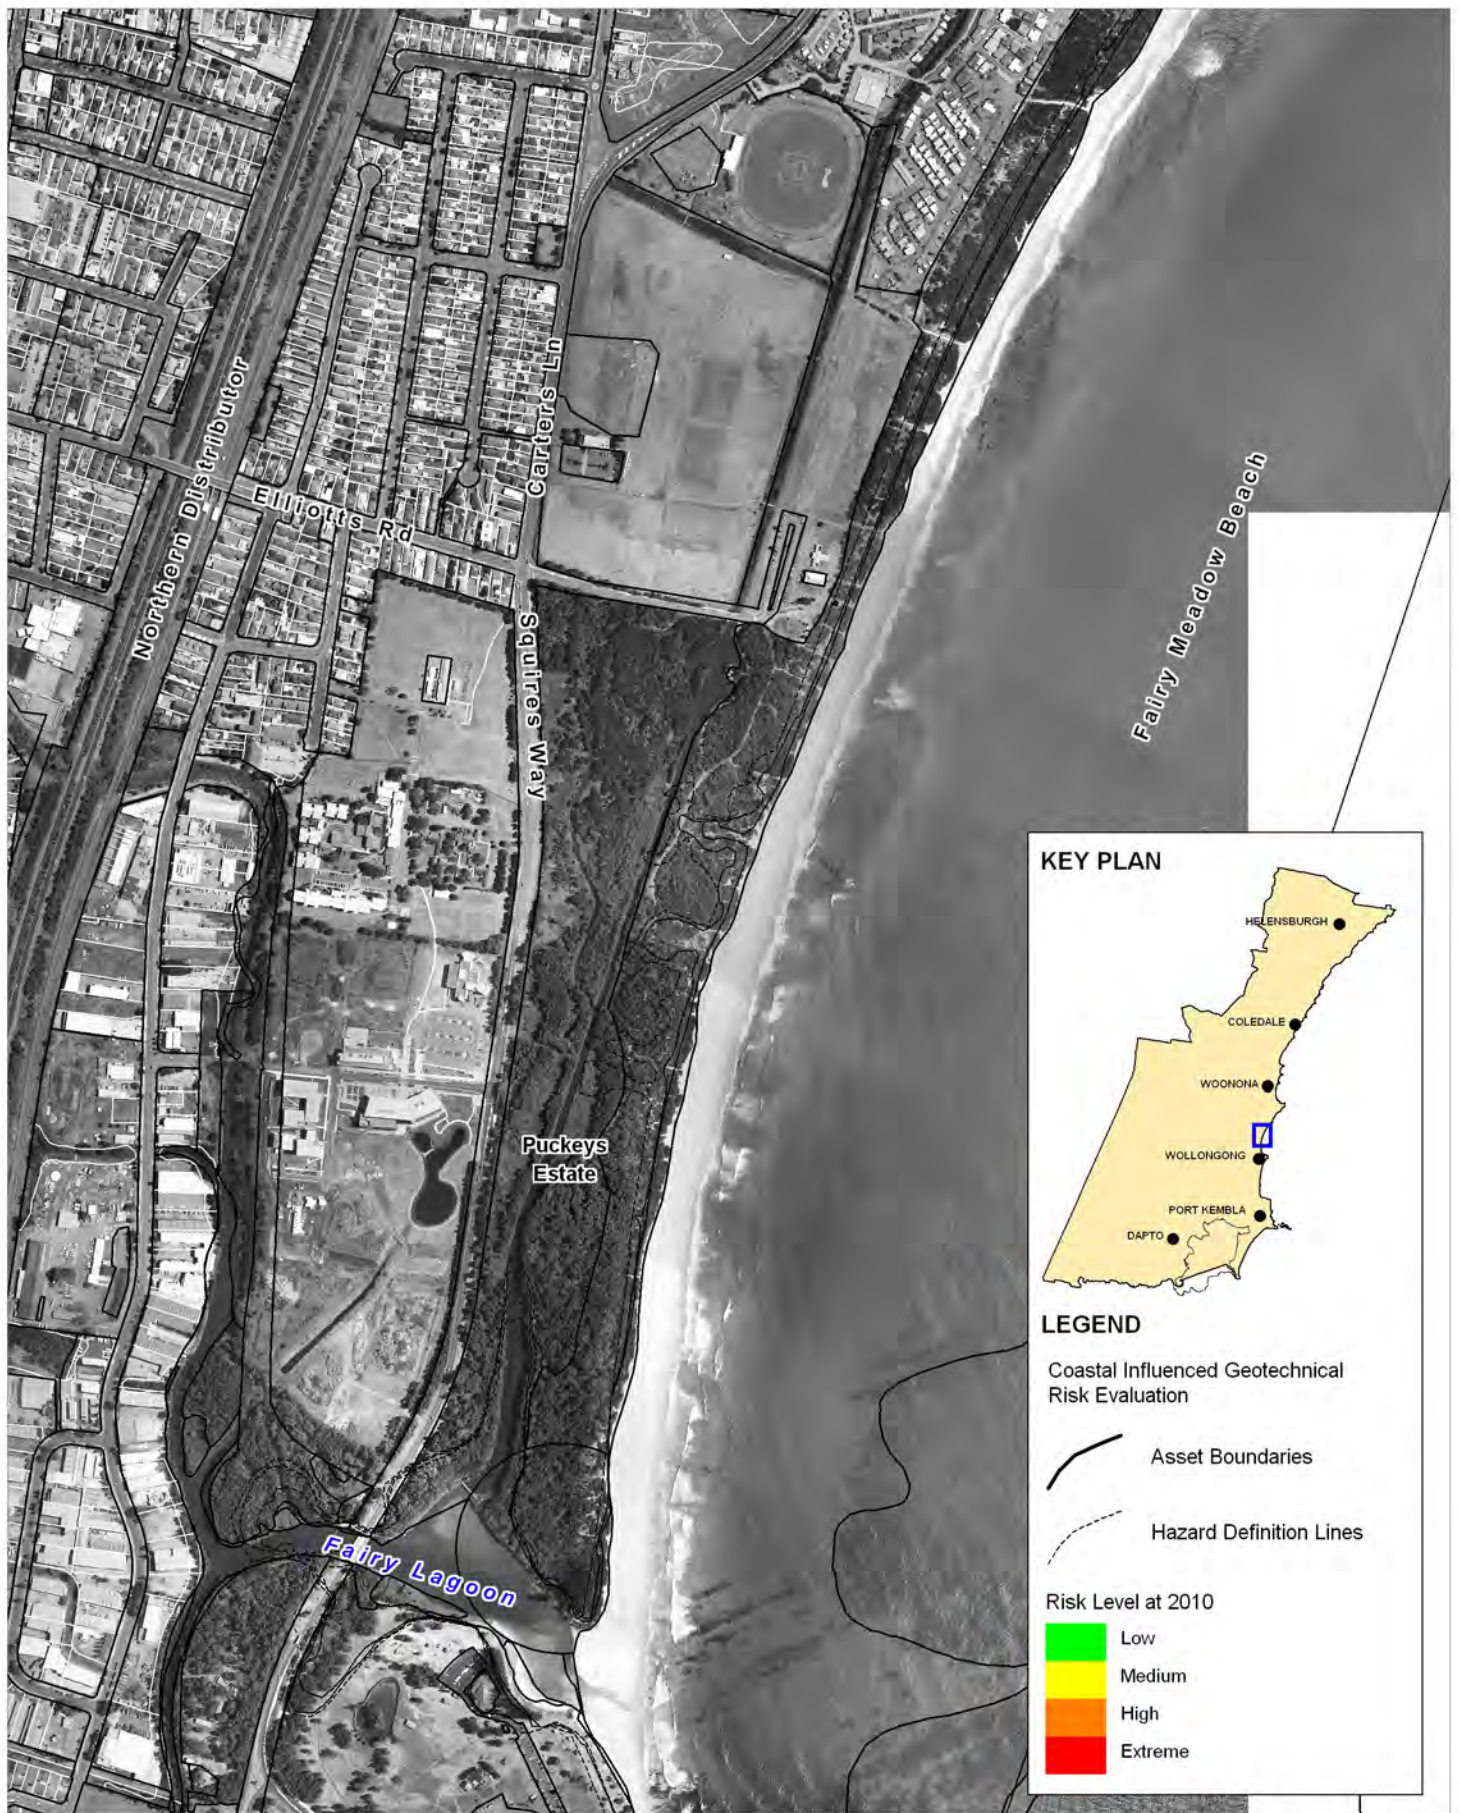 Northern Distributor
Elliotts Rd
Carters Ln
Squires Way
Fairy Meadow Beach
Puckeys
Estate
Fairy Lagoon
KEY PLAN
HELENSBURGH
COLEDALE
WOONONA
WOLLONGONG
PORT KEMBLA
DAPTO
LEGEND
Coastal Influenced Geotechnical
Risk Evaluation
Asset Boundaries
Hazard Definition Lines
Risk Level at 2010
Low
Medium
High
Extreme